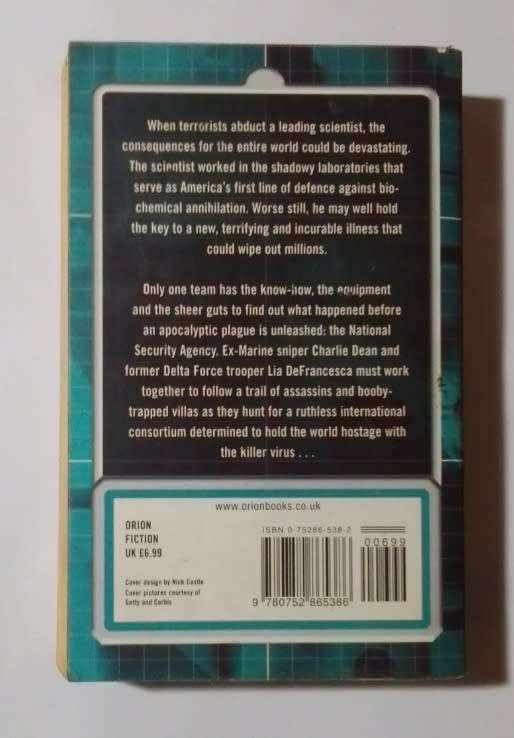 When terrorists abduct a leading scientist, the
consequences for the entire world could be devastating.
The scientist worked in the shadowy laboratories that
serve as America's first line of defence against bio-
chemical annihilation. Worse still, he may well hold
the key to a new, terrifying and incurable illness that
could wipe out millions.
Only one team has the know-how, the equipment
and the sheer guts to find out what happened before
an apocalyptic plague is unleashed: the National
Security Agency. Ex-Marine sniper Charlie Dean and
former Delta Force trooper Lia DeFrancesca must work
together to follow a trail of assassins and booby-
trapped villas as they hunt for a ruthless international
consortium determined to hold the world hostage with
the killer virus . . .
www.orionbooks.co.uk
ORION
FICTION
UK £6.99
Cover design by Nick Castle
Cover pictures courtesy of
Getty and Corbis
ISBN 0-75286-538-2
00699
9 780752 865386